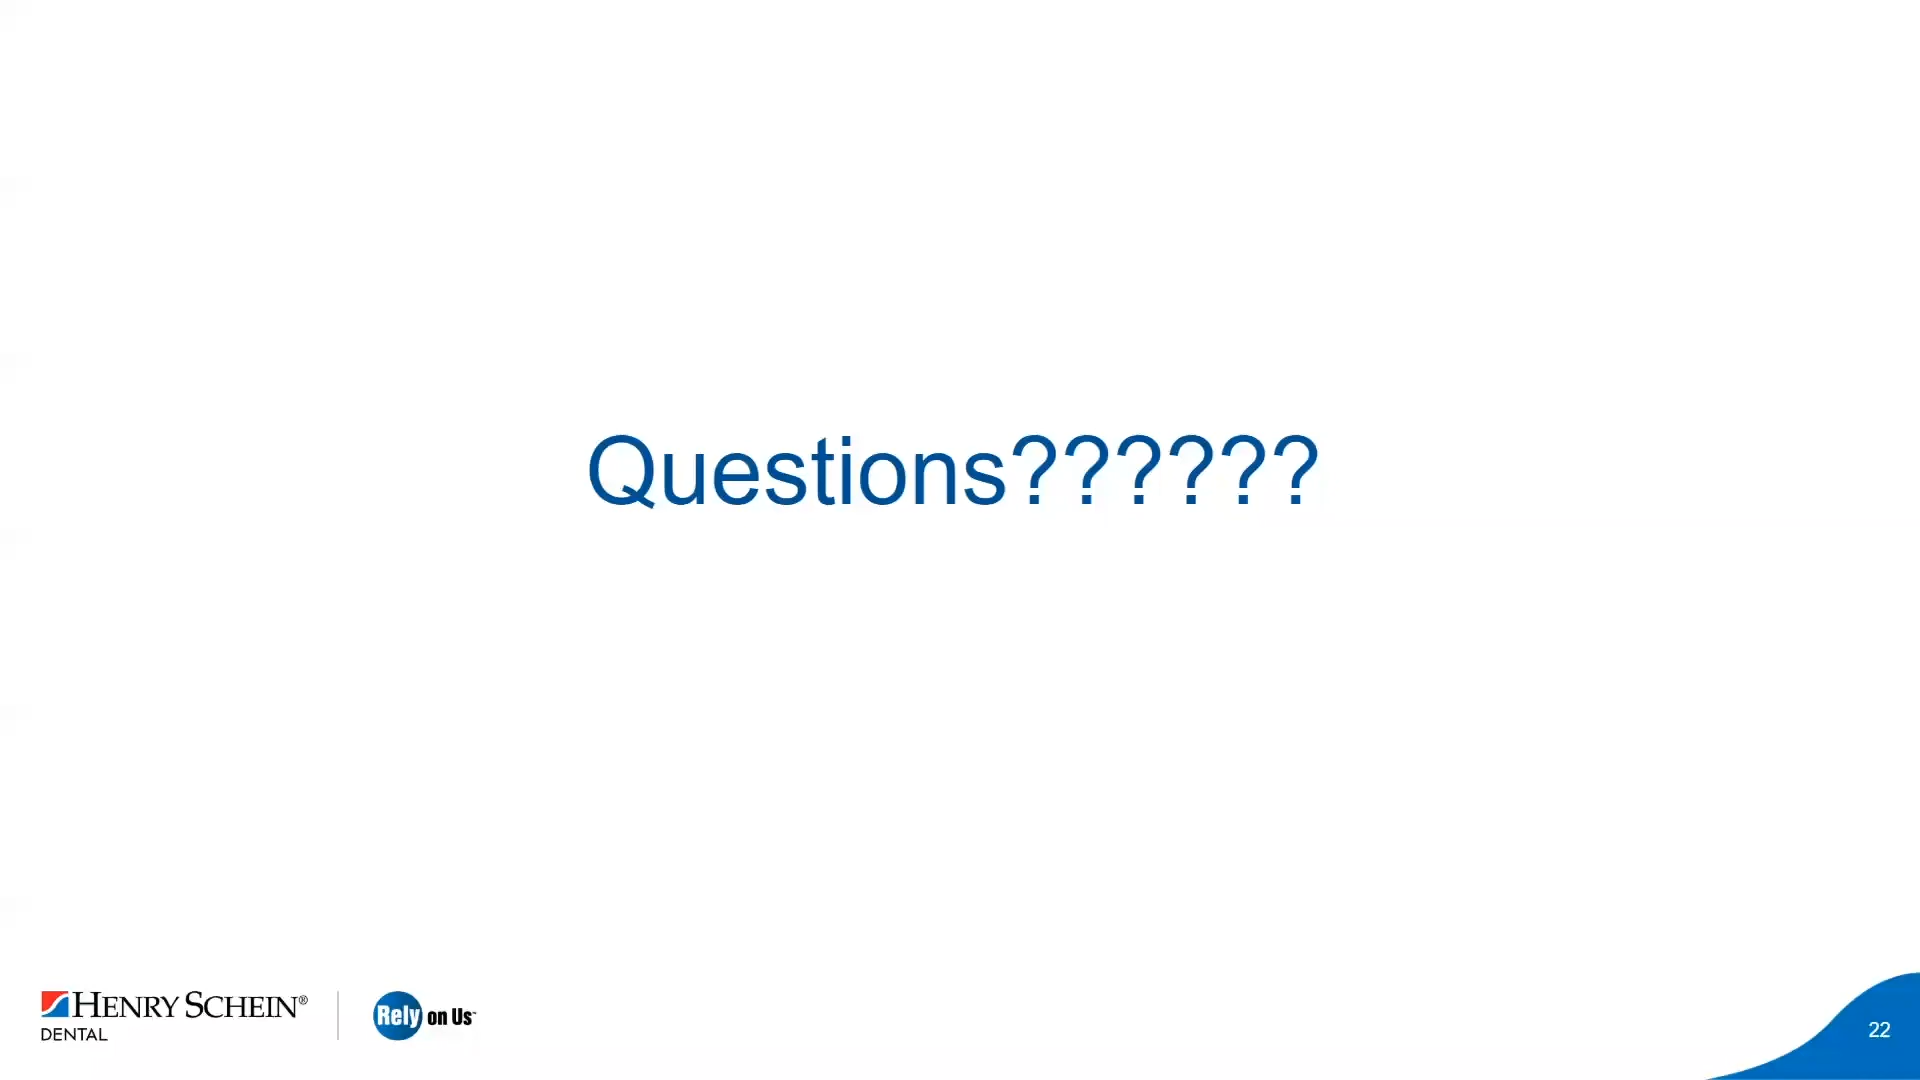 Questions??????
HENRY SCHEIN®
DENTAL
Rely on Us™
22